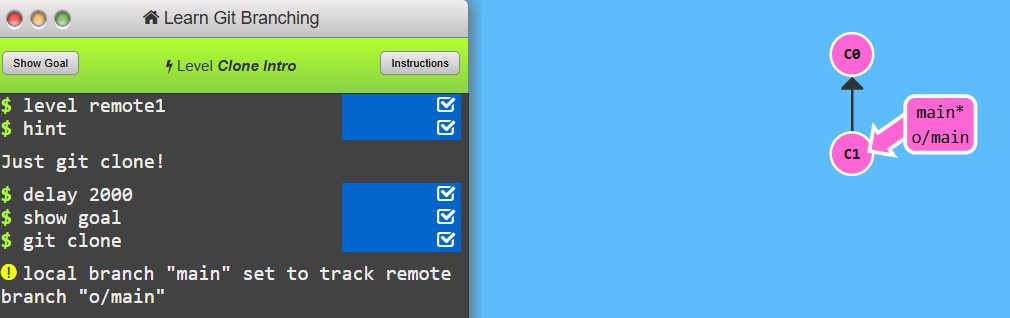 Learn Git Branching
Show Goal
Level Clone Intro
Instructions
$ level remote1
$ hint
Just git clone!
$ delay 2000
$ show goal
$ git clone
local branch "main" set to track remote
branch "o/main"
C0
main*
o/main
C1